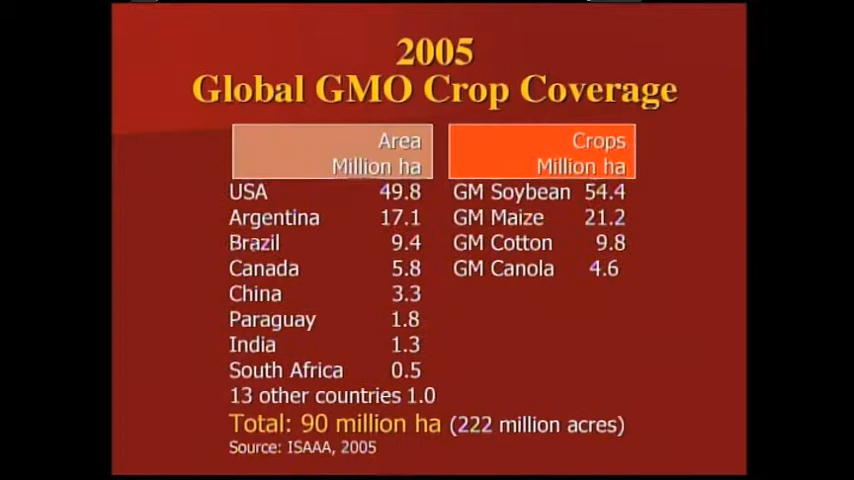 2005
Global GMO Crop Coverage
Area
Million ha
Crops
Million ha
USA 49.8
Argentina 17.1
Brazil 9.4
Canada 5.8
China 3.3
Paraguay 1.8
India 1.3
South Africa 0.5
13 other countries 1.0
GM Soybean 54.4
GM Maize 21.2
GM Cotton 9.8
GM Canola 4.6
Total: 90 million ha (222 million acres)
Source: ISAAA, 2005